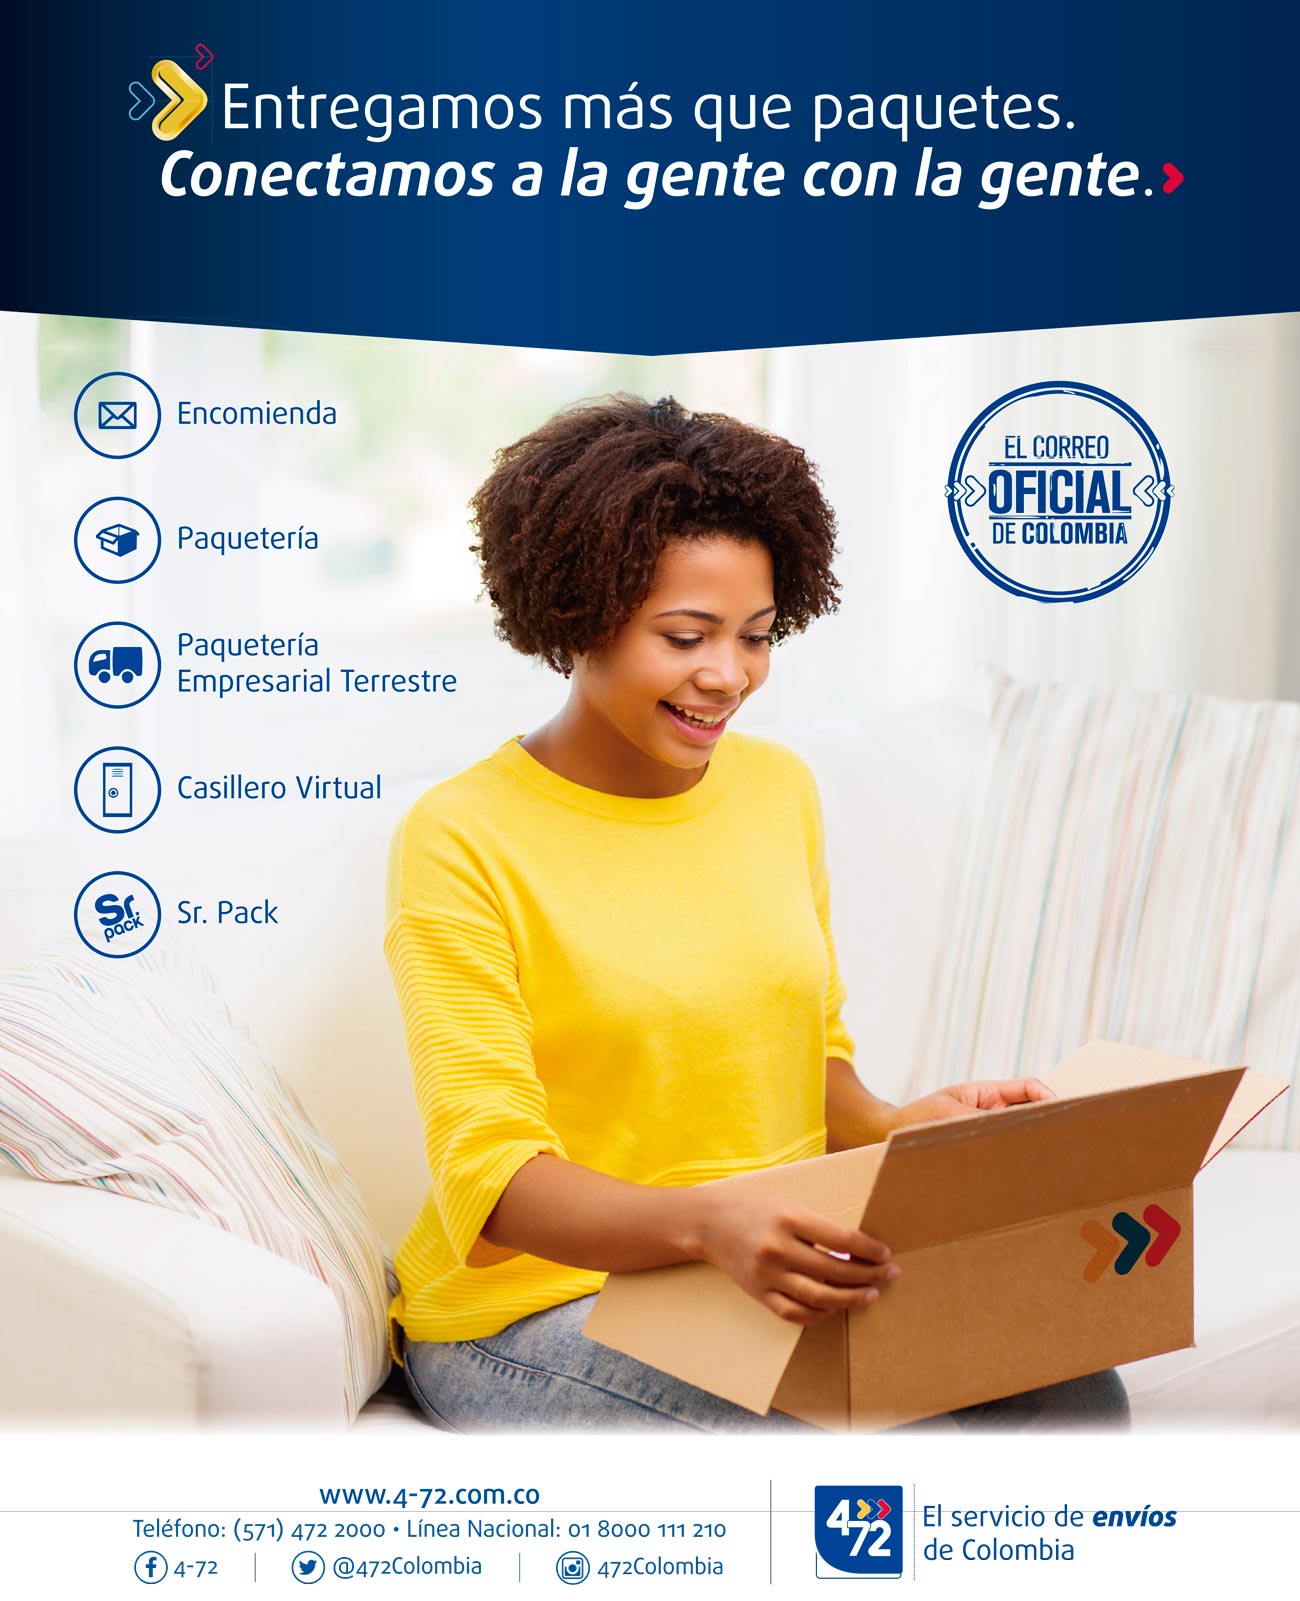 Entregamos más que paquetes.
Conectamos a la gente con la gente.
Encomienda
Paquetería
Paquetería
Empresarial Terrestre
Casillero Virtual
Sr.
pack
Sr. Pack
EL CORREO
OFICIAL
DE COLOMBIA
www.4-72.com.co
Teléfono: (571) 472 2000 • Línea Nacional: 01 8000 111 210
4-72
@472Colombia
472Colombia
4
72
El servicio de envíos
de Colombia